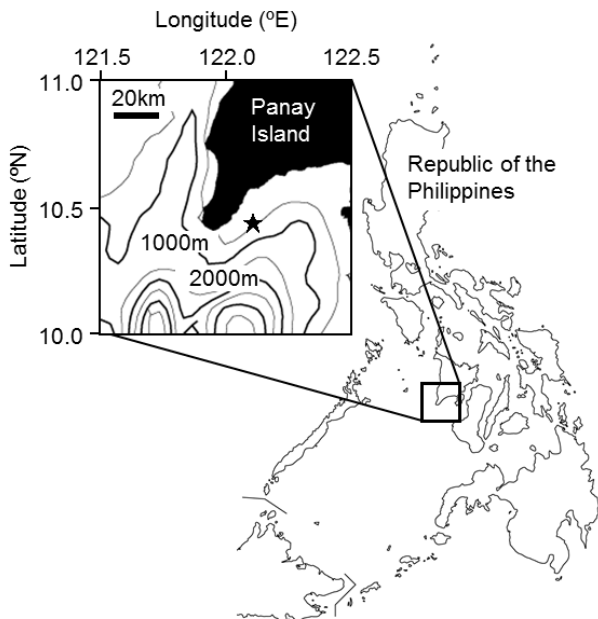 Longitude (ºE)
121.5 122.0 122.5
11.0
20km
Panay
Island
Republic of the
Philippines
Latitude (ºN)
10.5
1000m
2000m
10.0